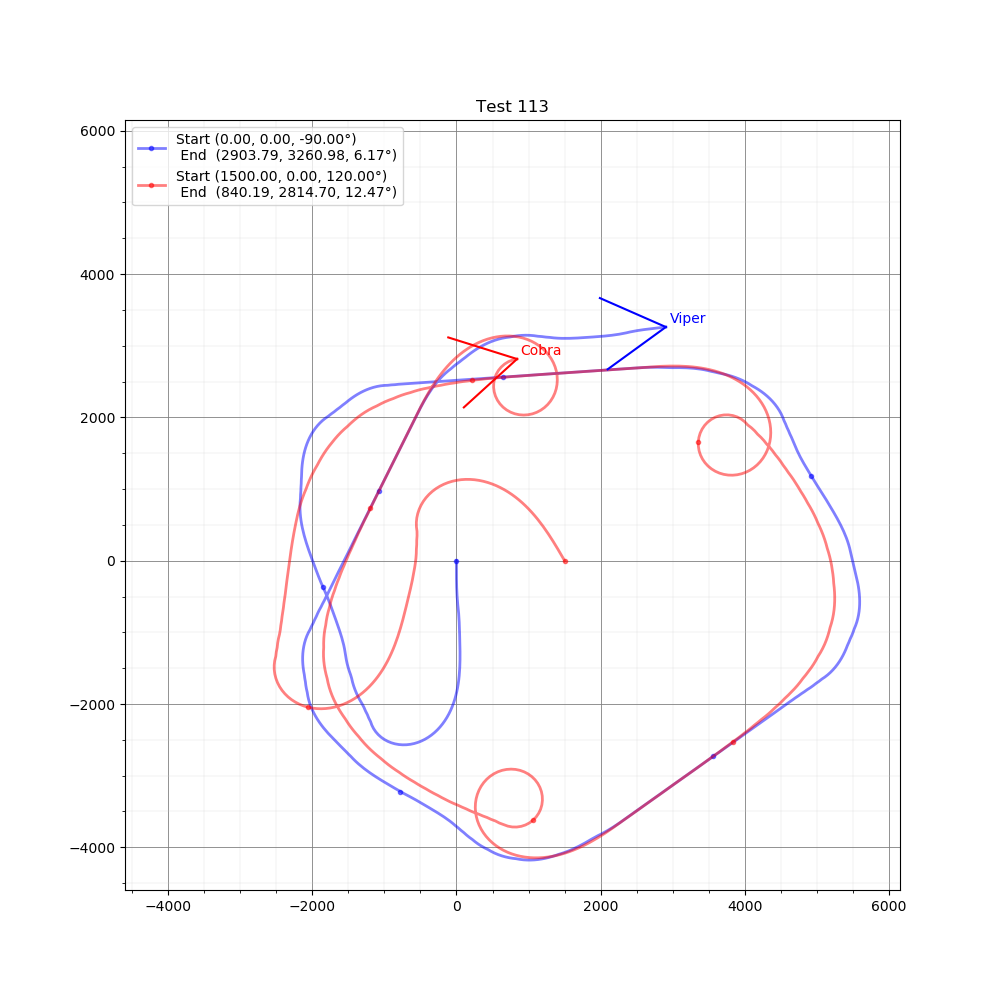 Test 113
Start (0.00, 0.00, -90.00°)
End (2903.79, 3260.98, 6.17°)
Start (1500.00, 0.00, 120.00°)
End (840.19, 2814.70, 12.47°)
6000
4000
2000
0
−2000
−4000
Viper
Cobra
−4000
−2000
0
2000
4000
6000